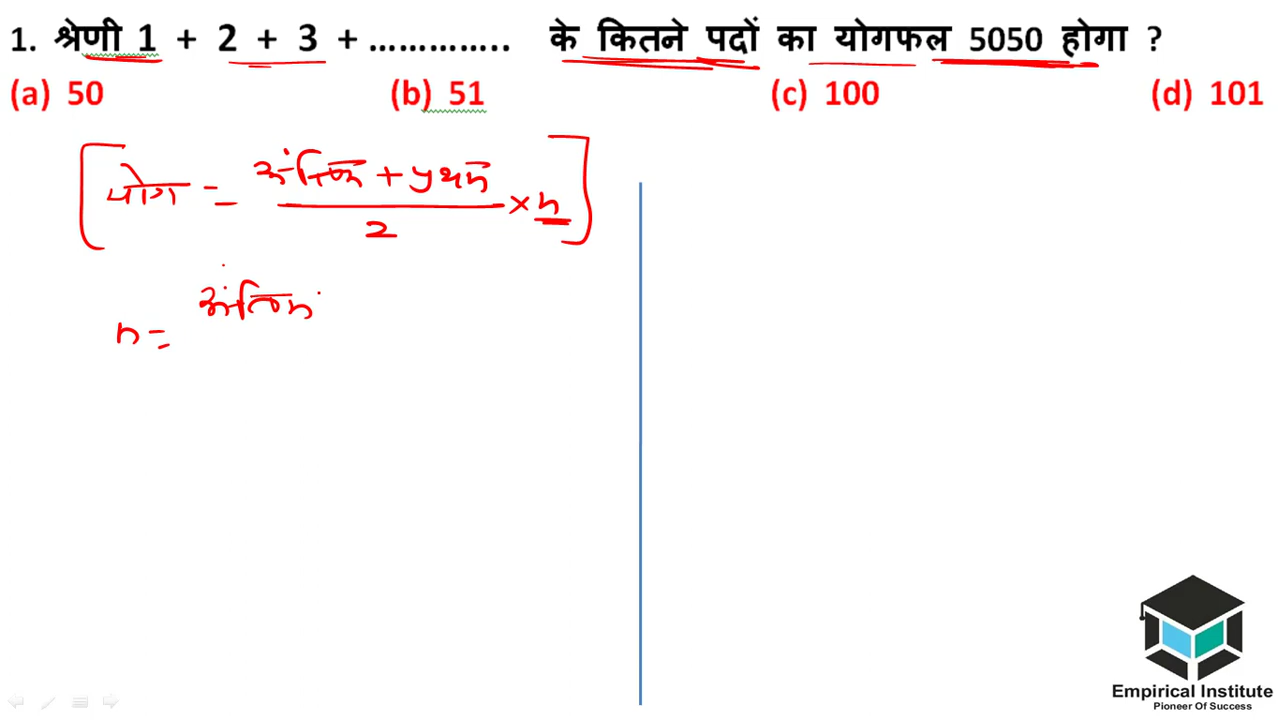 1. श्रेणी 1 + 2 + 3 + ………….. के कितने पदों का योगफल 5050 होगा ?
(a) 50 (b) 51 (c) 100 (d) 101
योग = अंतिम + प्रथम
2
× n
अंतिम
n =
Empirical Institute
Pioneer Of Success